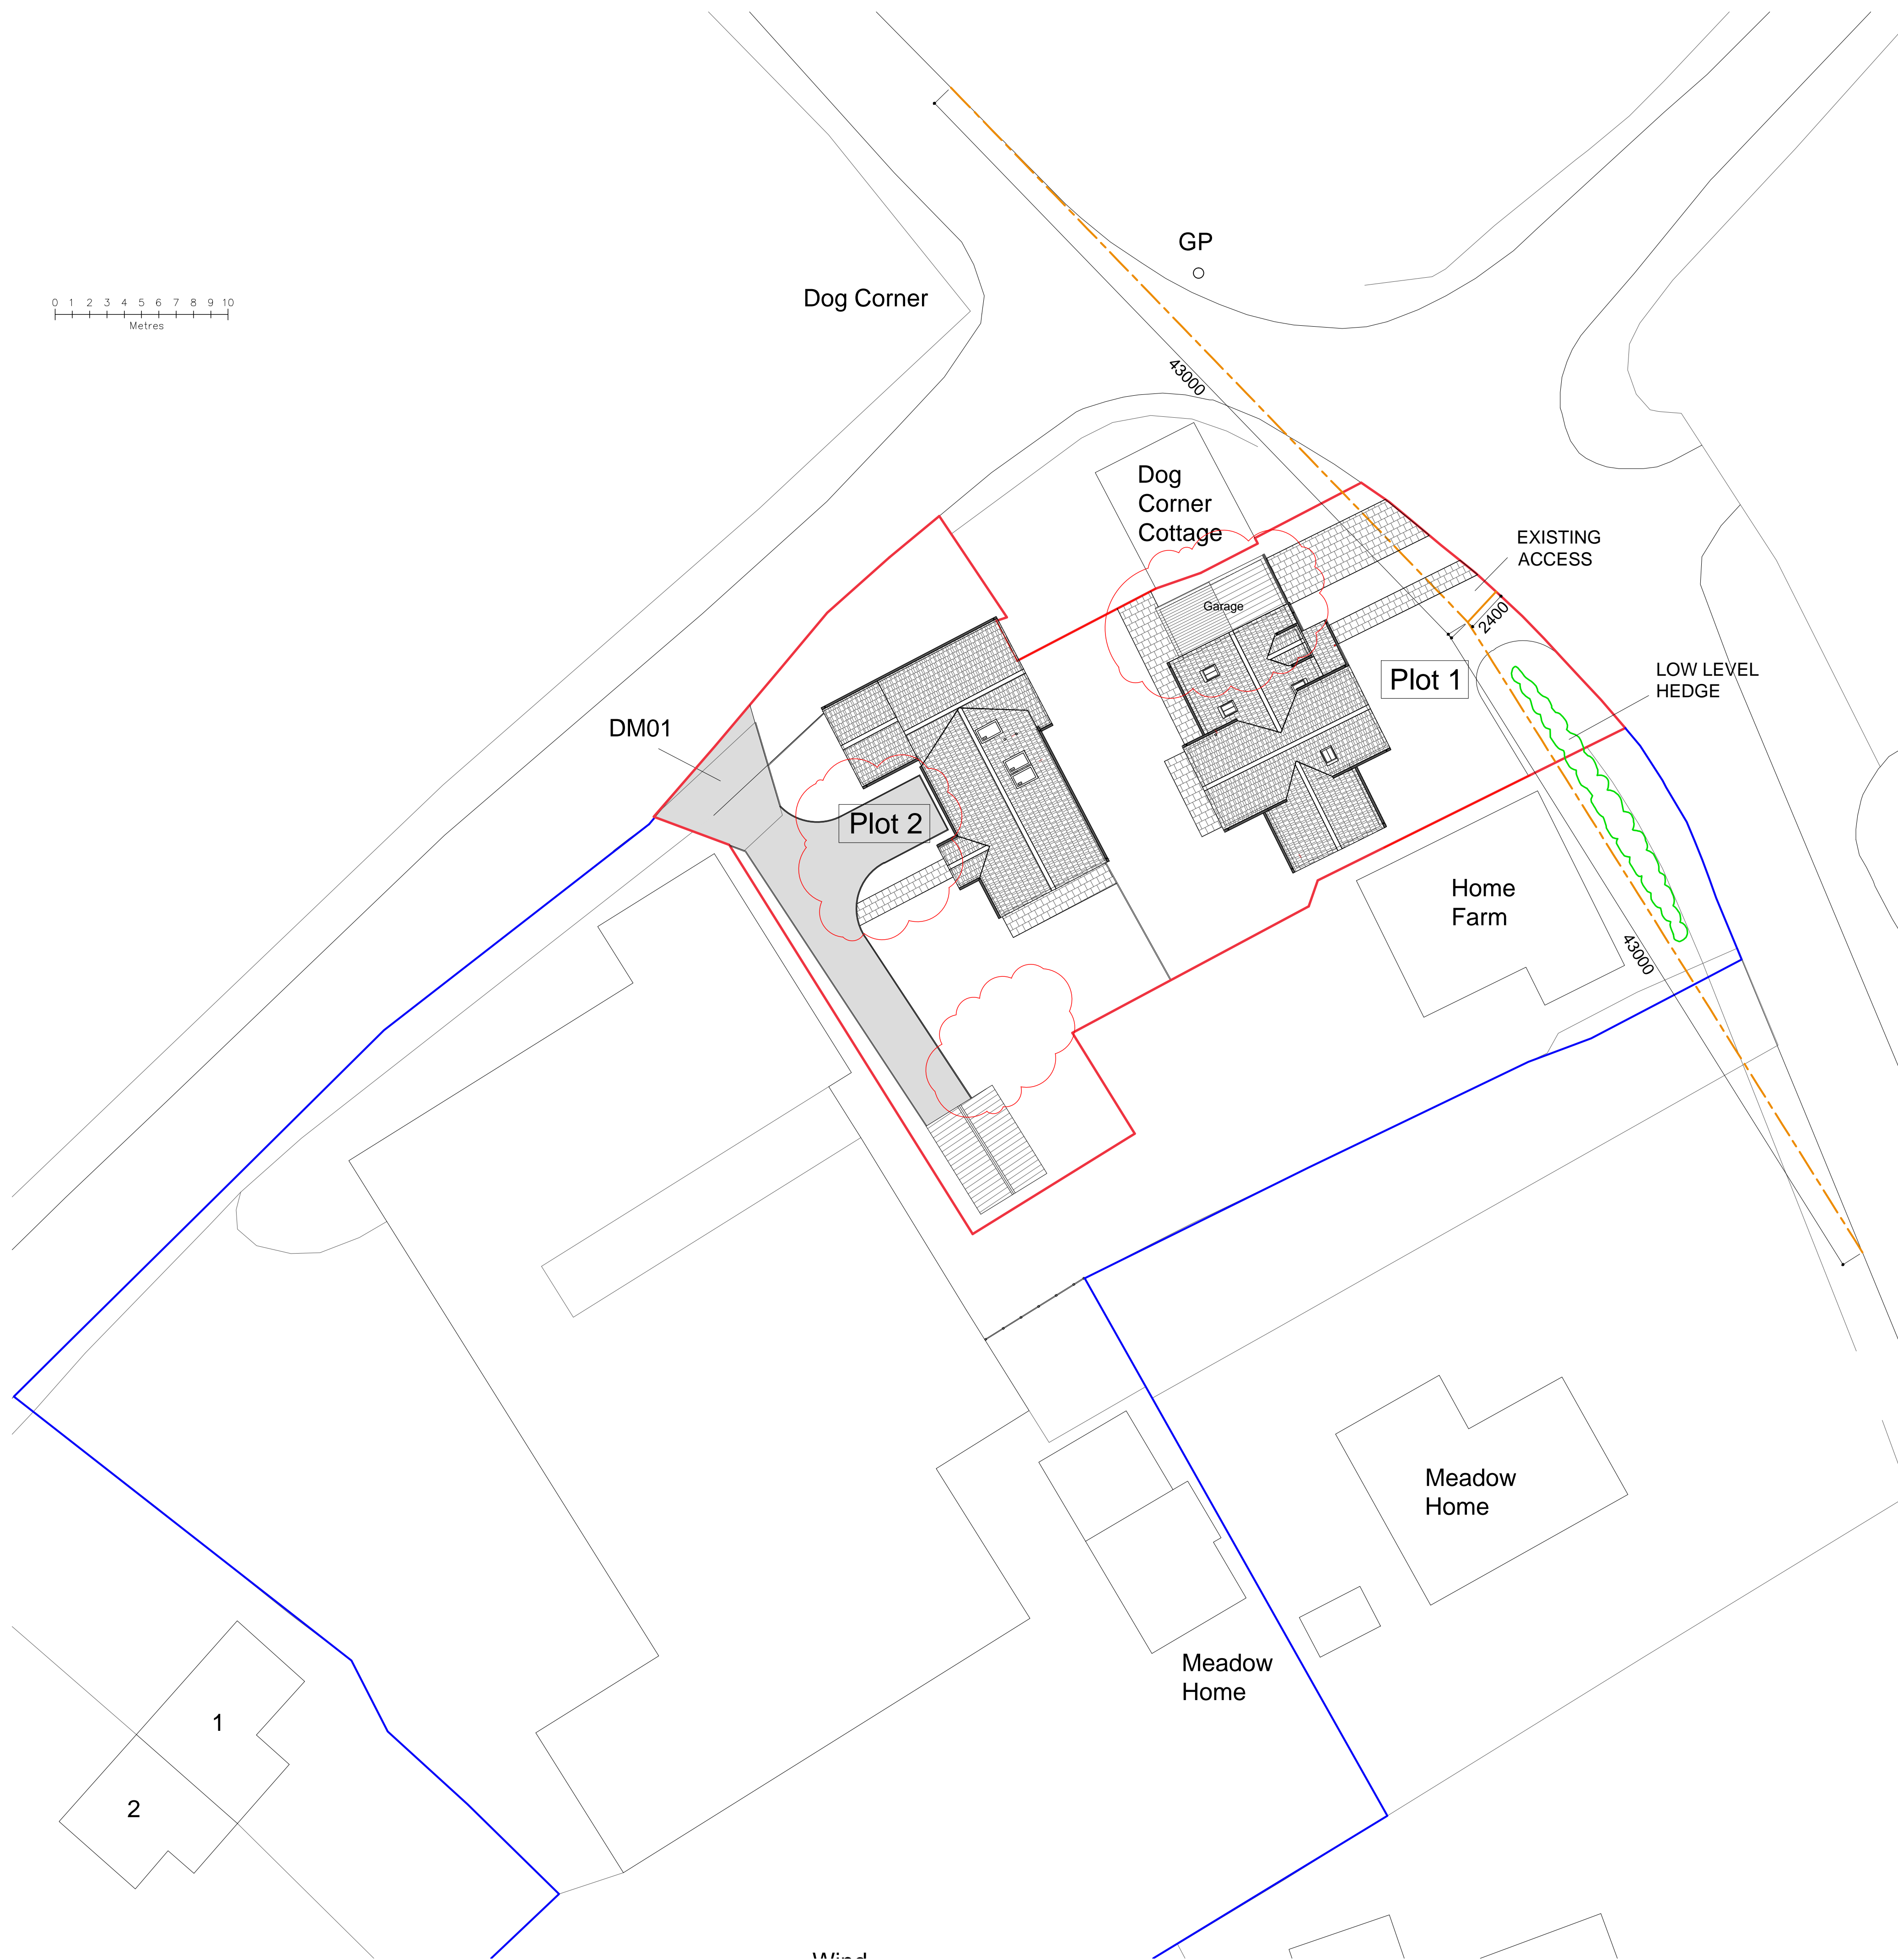 GP
Dog Corner
0 1 2 3 4 5 6 7 8 9 10
Metres
43000
Dog
Corner
Cottage
EXISTING
ACCESS
Garage
2400
Plot 1
LOW LEVEL
HEDGE
DM01
Plot 2
Home
Farm
43000
Meadow
Home
Meadow
Home
1
2